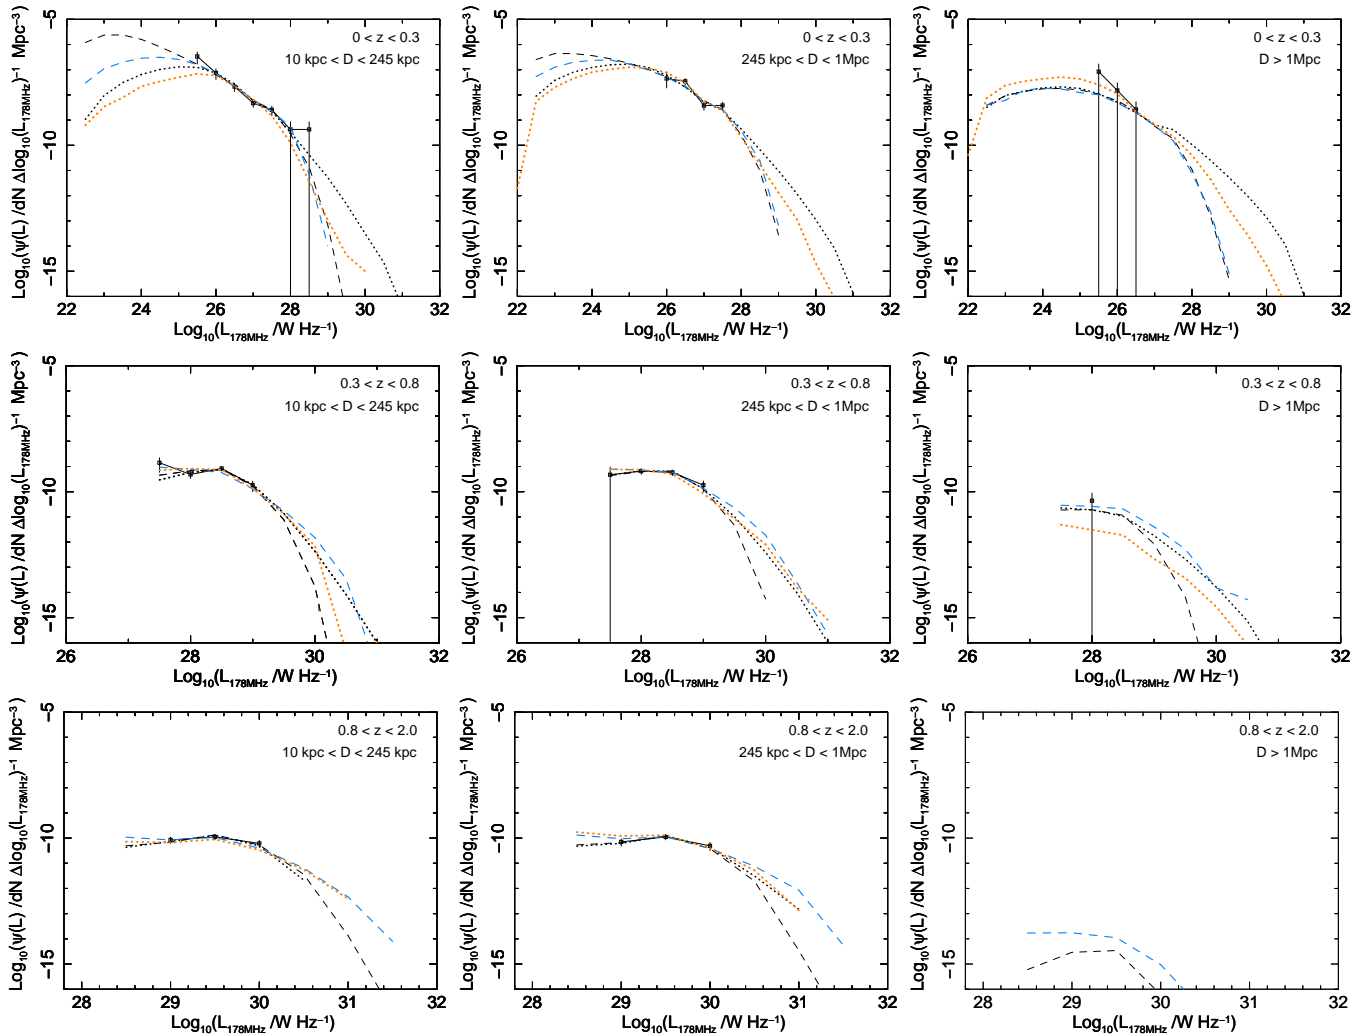 0 < z < 0.3
10 kpc < D < 245 kpc
Log₁₀(ψ(L) /dN Δlog₁₀(L₁₇₈MHz)⁻¹ Mpc⁻³ )
−5
−10
−15
22 24 26 28 30 32
Log₁₀(L₁₇₈MHz /W Hz⁻¹)
0 < z < 0.3
245 kpc < D < 1Mpc
Log₁₀(ψ(L) /dN Δlog₁₀(L₁₇₈MHz)⁻¹ Mpc⁻³ )
−5
−10
−15
22 24 26 28 30 32
Log₁₀(L₁₇₈MHz /W Hz⁻¹)
0 < z < 0.3
D > 1Mpc
Log₁₀(ψ(L) /dN Δlog₁₀(L₁₇₈MHz)⁻¹ Mpc⁻³ )
−5
−10
−15
22 24 26 28 30 32
Log₁₀(L₁₇₈MHz /W Hz⁻¹)
0.3 < z < 0.8
10 kpc < D < 245 kpc
Log₁₀(ψ(L) /dN Δlog₁₀(L₁₇₈MHz)⁻¹ Mpc⁻³ )
−5
−10
−15
26 28 30 32
Log₁₀(L₁₇₈MHz /W Hz⁻¹)
0.3 < z < 0.8
245 kpc < D < 1Mpc
Log₁₀(ψ(L) /dN Δlog₁₀(L₁₇₈MHz)⁻¹ Mpc⁻³ )
−5
−10
−15
26 28 30 32
Log₁₀(L₁₇₈MHz /W Hz⁻¹)
0.3 < z < 0.8
D > 1Mpc
Log₁₀(ψ(L) /dN Δlog₁₀(L₁₇₈MHz)⁻¹ Mpc⁻³ )
−5
−10
−15
26 28 30 32
Log₁₀(L₁₇₈MHz /W Hz⁻¹)
0.8 < z < 2.0
10 kpc < D < 245 kpc
Log₁₀(ψ(L) /dN Δlog₁₀(L₁₇₈MHz)⁻¹ Mpc⁻³ )
−5
−10
−15
28 29 30 31 32
Log₁₀(L₁₇₈MHz /W Hz⁻¹)
0.8 < z < 2.0
245 kpc < D < 1Mpc
Log₁₀(ψ(L) /dN Δlog₁₀(L₁₇₈MHz)⁻¹ Mpc⁻³ )
−5
−10
−15
28 29 30 31 32
Log₁₀(L₁₇₈MHz /W Hz⁻¹)
0.8 < z < 2.0
D > 1Mpc
Log₁₀(ψ(L) /dN Δlog₁₀(L₁₇₈MHz)⁻¹ Mpc⁻³ )
−5
−10
−15
28 29 30 31 32
Log₁₀(L₁₇₈MHz /W Hz⁻¹)